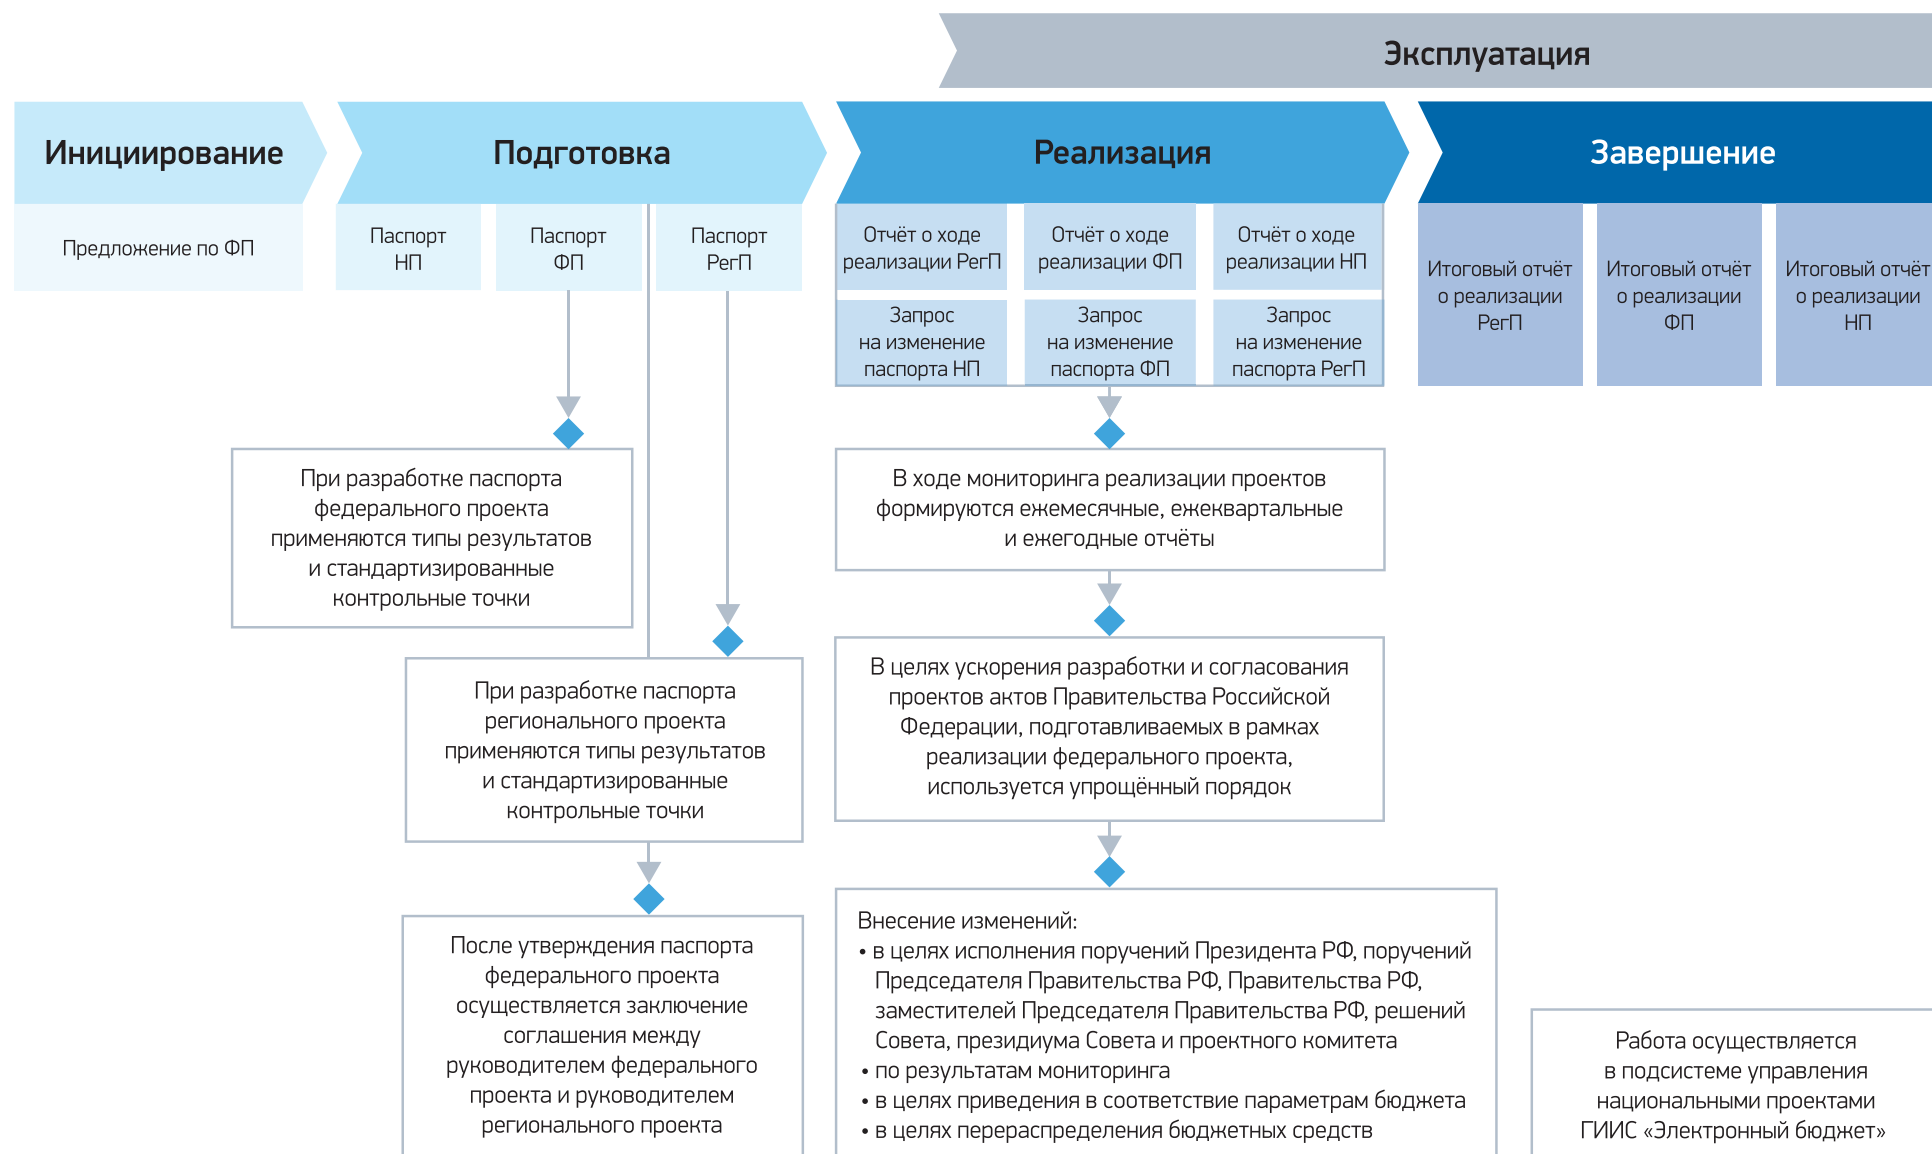 Эксплуатация
Инициирование
Подготовка
Реализация
Завершение
Предложение по ФП
Паспорт
НП
Паспорт
ФП
Паспорт
РегП
Отчёт о ходе
реализации РегП
Отчёт о ходе
реализации ФП
Отчёт о ходе
реализации НП
Запрос
на изменение
паспорта НП
Запрос
на изменение
паспорта ФП
Запрос
на изменение
паспорта РегП
Итоговый отчёт
о реализации
РегП
Итоговый отчёт
о реализации
ФП
Итоговый отчёт
о реализации
НП
При разработке паспорта
федерального проекта
применяются типы результатов
и стандартизированные
контрольные точки
При разработке паспорта
регионального проекта
применяются типы результатов
и стандартизированные
контрольные точки
После утверждения паспорта
федерального проекта
осуществляется заключение
соглашения между
руководителем федерального
проекта и руководителем
регионального проекта
В ходе мониторинга реализации проектов
формируются ежемесячные, ежеквартальные
и ежегодные отчёты
В целях ускорения разработки и согласования
проектов актов Правительства Российской
Федерации, подготавливаемых в рамках
реализации федерального проекта,
используется упрощённый порядок
Внесение изменений:
• в целях исполнения поручений Президента РФ, поручений
Председателя Правительства РФ, Правительства РФ,
заместителей Председателя Правительства РФ, решений
Совета, президиума Совета и проектного комитета
• по результатам мониторинга
• в целях приведения в соответствие параметрам бюджета
• в целях перераспределения бюджетных средств
Работа осуществляется
в подсистеме управления
национальными проектами
ГИИС «Электронный бюджет»